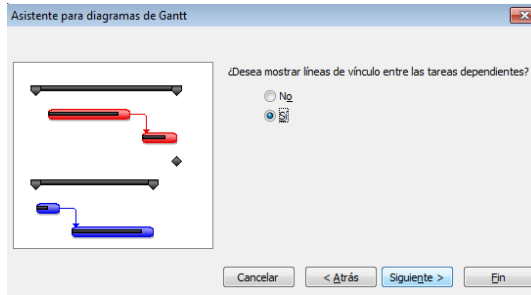 Asistente para diagramas de Gantt
¿Desea mostrar líneas de vínculo entre las tareas dependientes?
No
Sí
Cancelar
< Atrás
Siguiente >
Fin